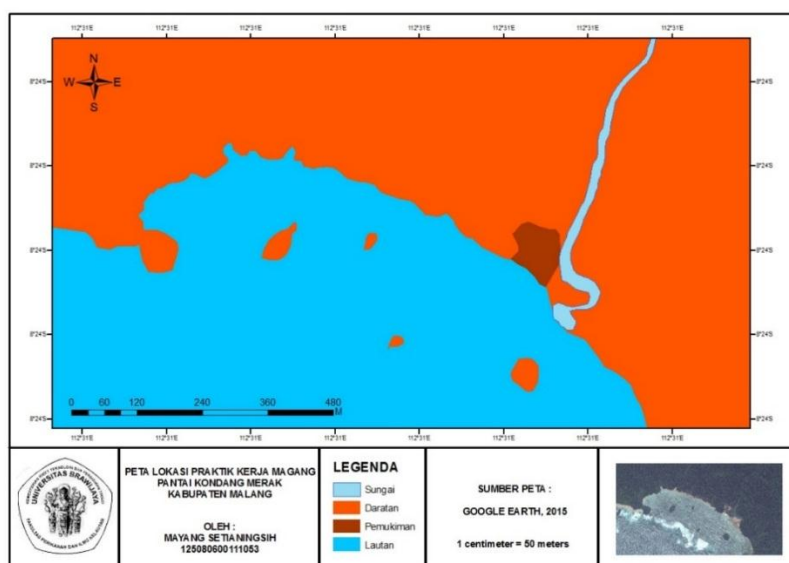 112°31'E 112°31'E 112°31'E 112°31'E 112°31'E 112°31'E 112°31'E 112°31'E
N
W E
S
8°24'S 8°24'S
8°24'S 8°24'S
8°24'S 8°24'S
8°24'S 8°24'S
0 60 120 240 360 480
M
8°24'S 8°24'S
112°31'E 112°31'E 112°31'E 112°31'E 112°31'E 112°31'E 112°31'E 112°31'E
UNIVERSITAS BRAWIJAYA
PETA LOKASI PRAKTIK KERJA MAGANG
PANTAI KONDANG MERAK
KABUPATEN MALANG
OLEH :
MAYANG SETIANINGSIH
125080600111053
LEGENDA
Sungai
Daratan
Pemukiman
Lautan
SUMBER PETA :
GOOGLE EARTH, 2015
1 centimeter = 50 meters